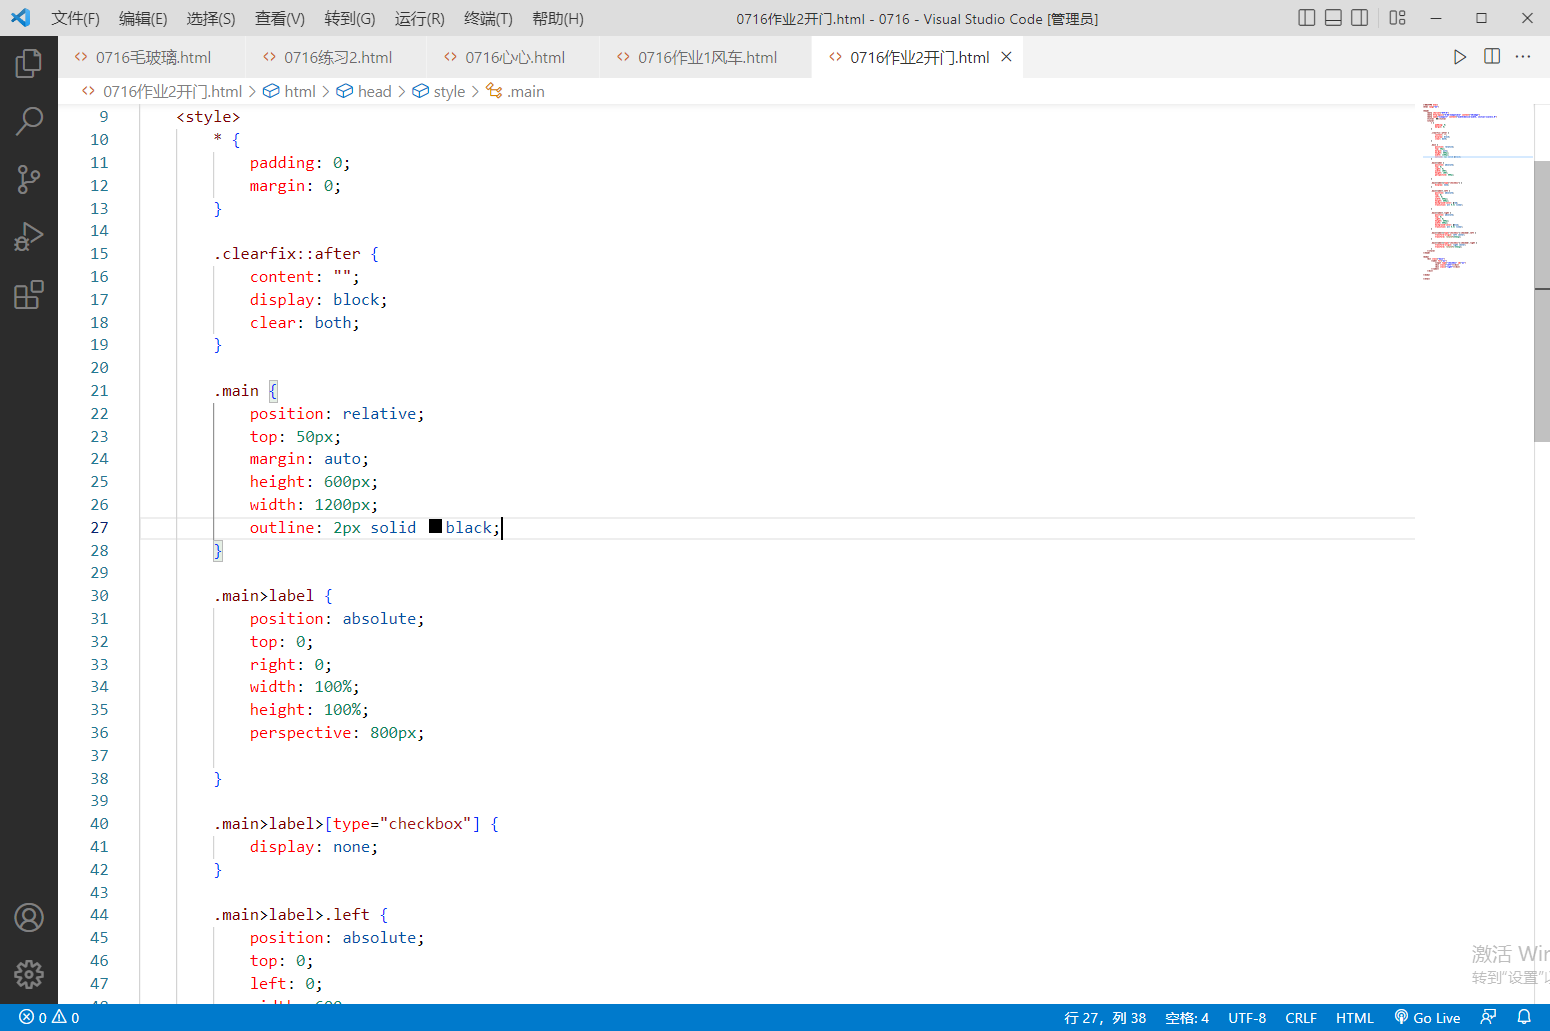 文件(F) 编辑(E) 选择(S) 查看(V) 转到(G) 运行(R) 终端(T) 帮助(H) 0716作业2开门.html - 0716 - Visual Studio Code [管理员]
0716毛玻璃.html 0716练习2.html 0716心心.html 0716作业1风车.html 0716作业2开门.html
0716作业2开门.html > html > head > style > .main
9 <style>
10 * {
11 padding: 0;
12 margin: 0;
13 }
14
15 .clearfix::after {
16 content: "";
17 display: block;
18 clear: both;
19 }
20
21 .main {
22 position: relative;
23 top: 50px;
24 margin: auto;
25 height: 600px;
26 width: 1200px;
27 outline: 2px solid black;
28 }
29
30 .main>label {
31 position: absolute;
32 top: 0;
33 right: 0;
34 width: 100%;
35 height: 100%;
36 perspective: 800px;
37
38 }
39
40 .main>label>[type="checkbox"] {
41 display: none;
42 }
43
44 .main>label>.left {
45 position: absolute;
46 top: 0;
47 left: 0;
激活 Win
转到"设置"以
0 0 行 27，列 38 空格: 4 UTF-8 CRLF HTML Go Live